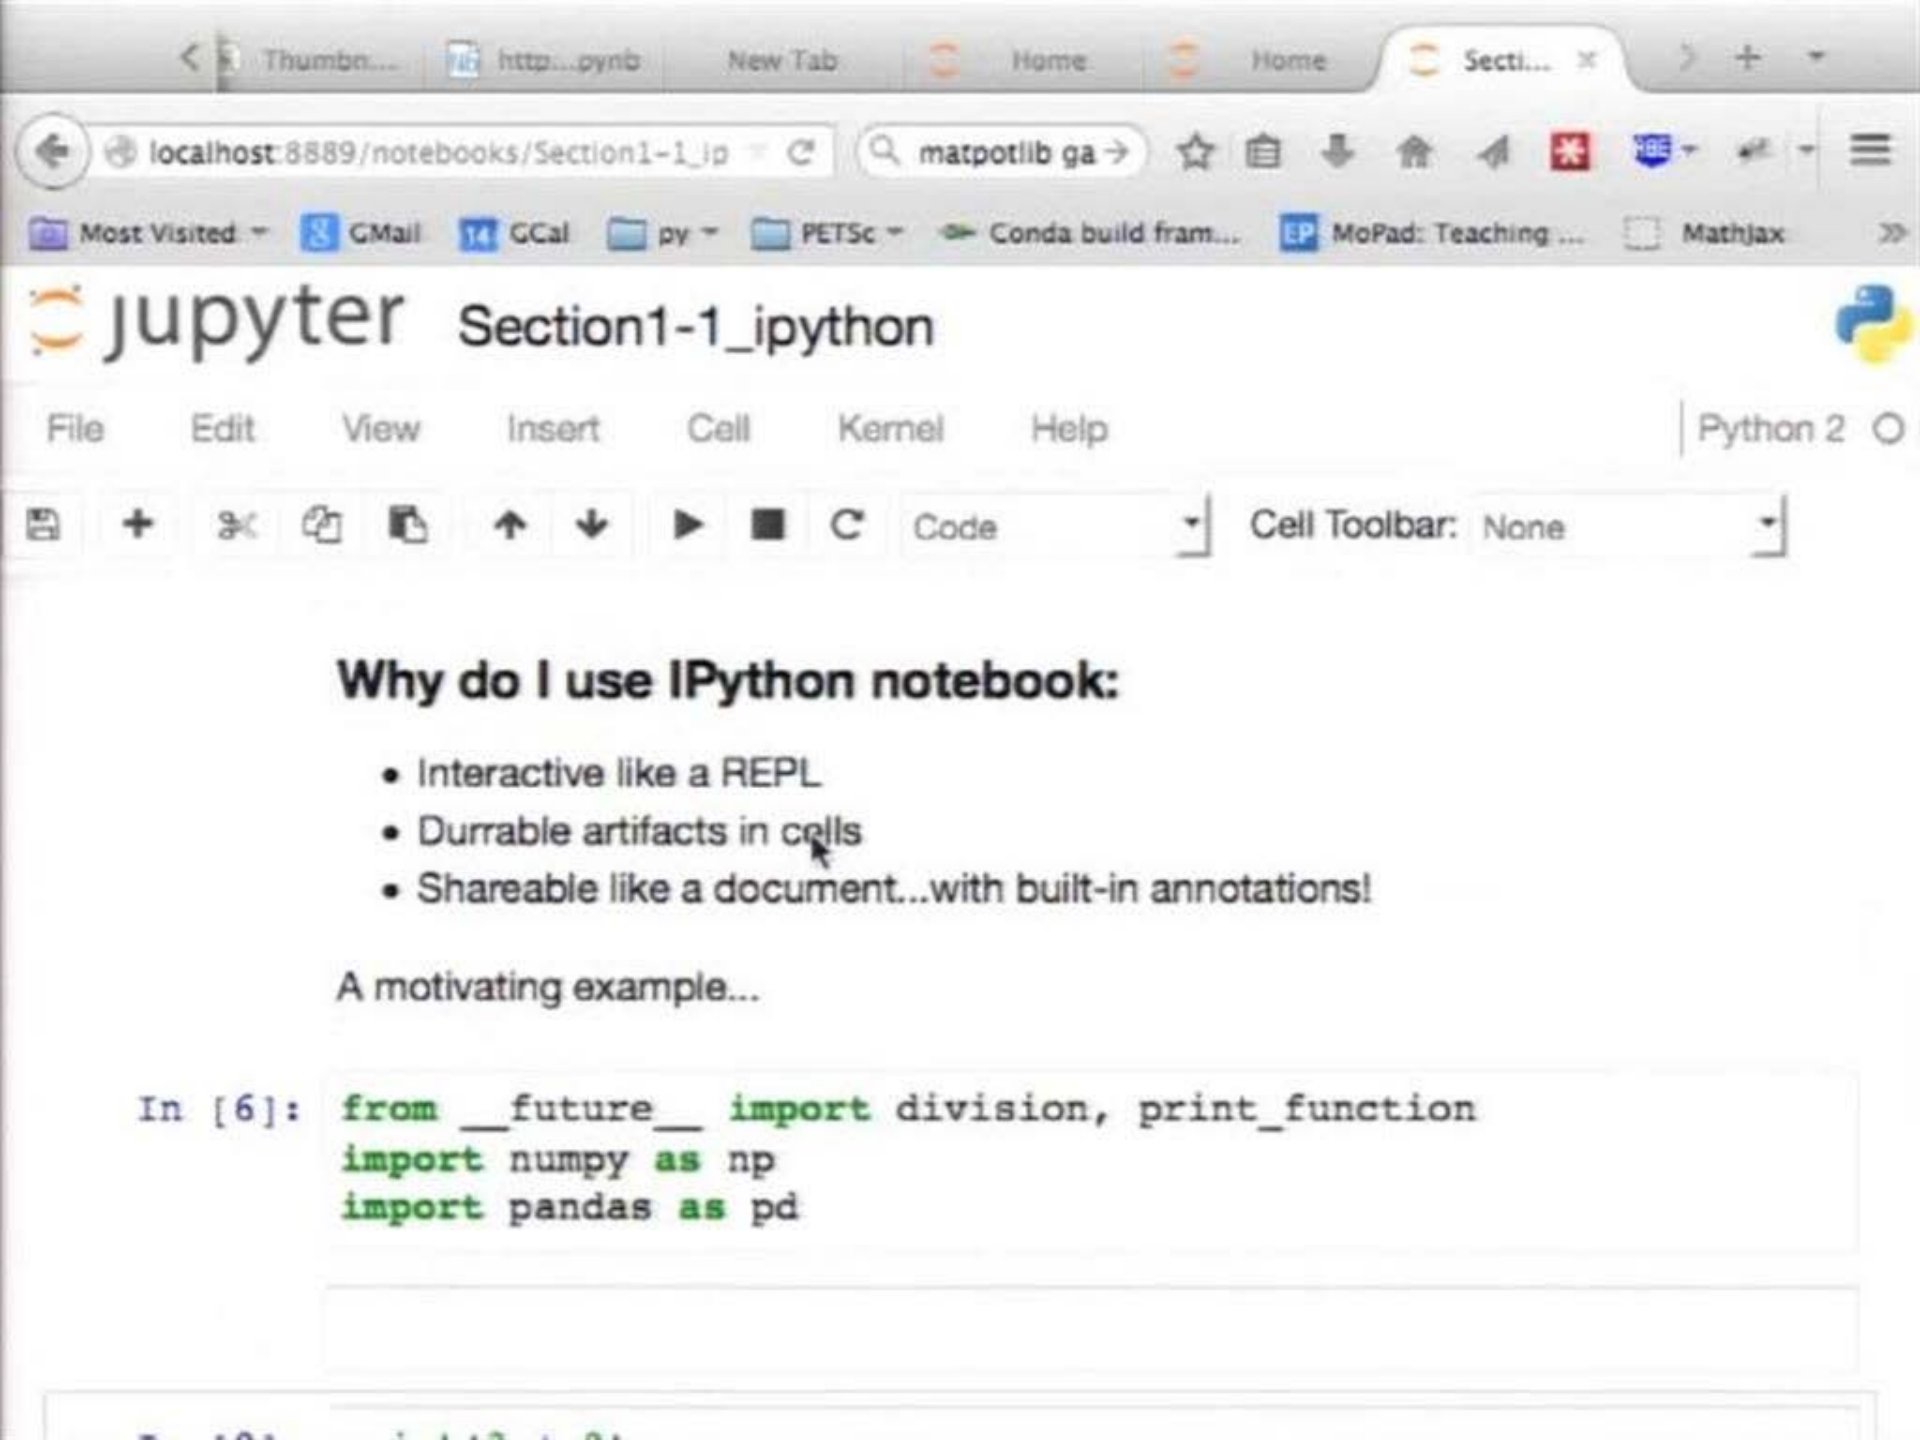 Thumbn... http...pynb New Tab Home Home Secti...
localhost:8889/notebooks/Section1-1_ip matpotlib ga
Most Visited GMail 14 GCal py PETSc Conda build fram... EP MoPad: Teaching ... MathJax
jupyter Section1-1_ipython
File Edit View Insert Cell Kernel Help Python 2
Code Cell Toolbar: None
Why do I use IPython notebook:
• Interactive like a REPL
• Durrable artifacts in cells
• Shareable like a document...with built-in annotations!
A motivating example...
In [6]: from __future__ import division, print_function
import numpy as np
import pandas as pd